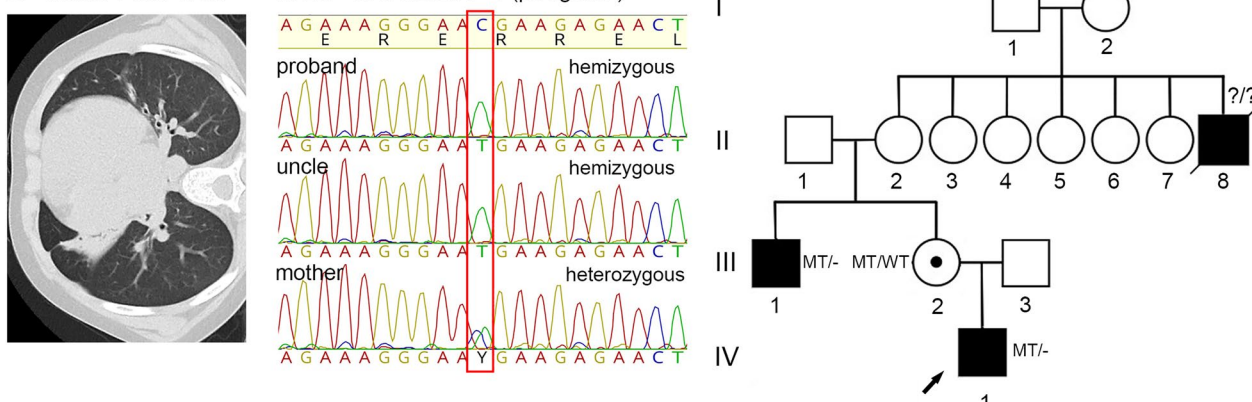 A G A A A G G G A A C G A A G A G A A C T
E R E R R E L
proband hemizygous
A G A A A G G G A A T G A A G A G A A C T
uncle hemizygous
A G A A A G G G A A T G A A G A G A A C T
mother heterozygous
A G A A A G G G A A Y G A A G A G A A C T
I
1 2
?/?
II
1 2 3 4 5 6 7 8
III MT/- MT/WT
1 2 3
IV MT/-
1